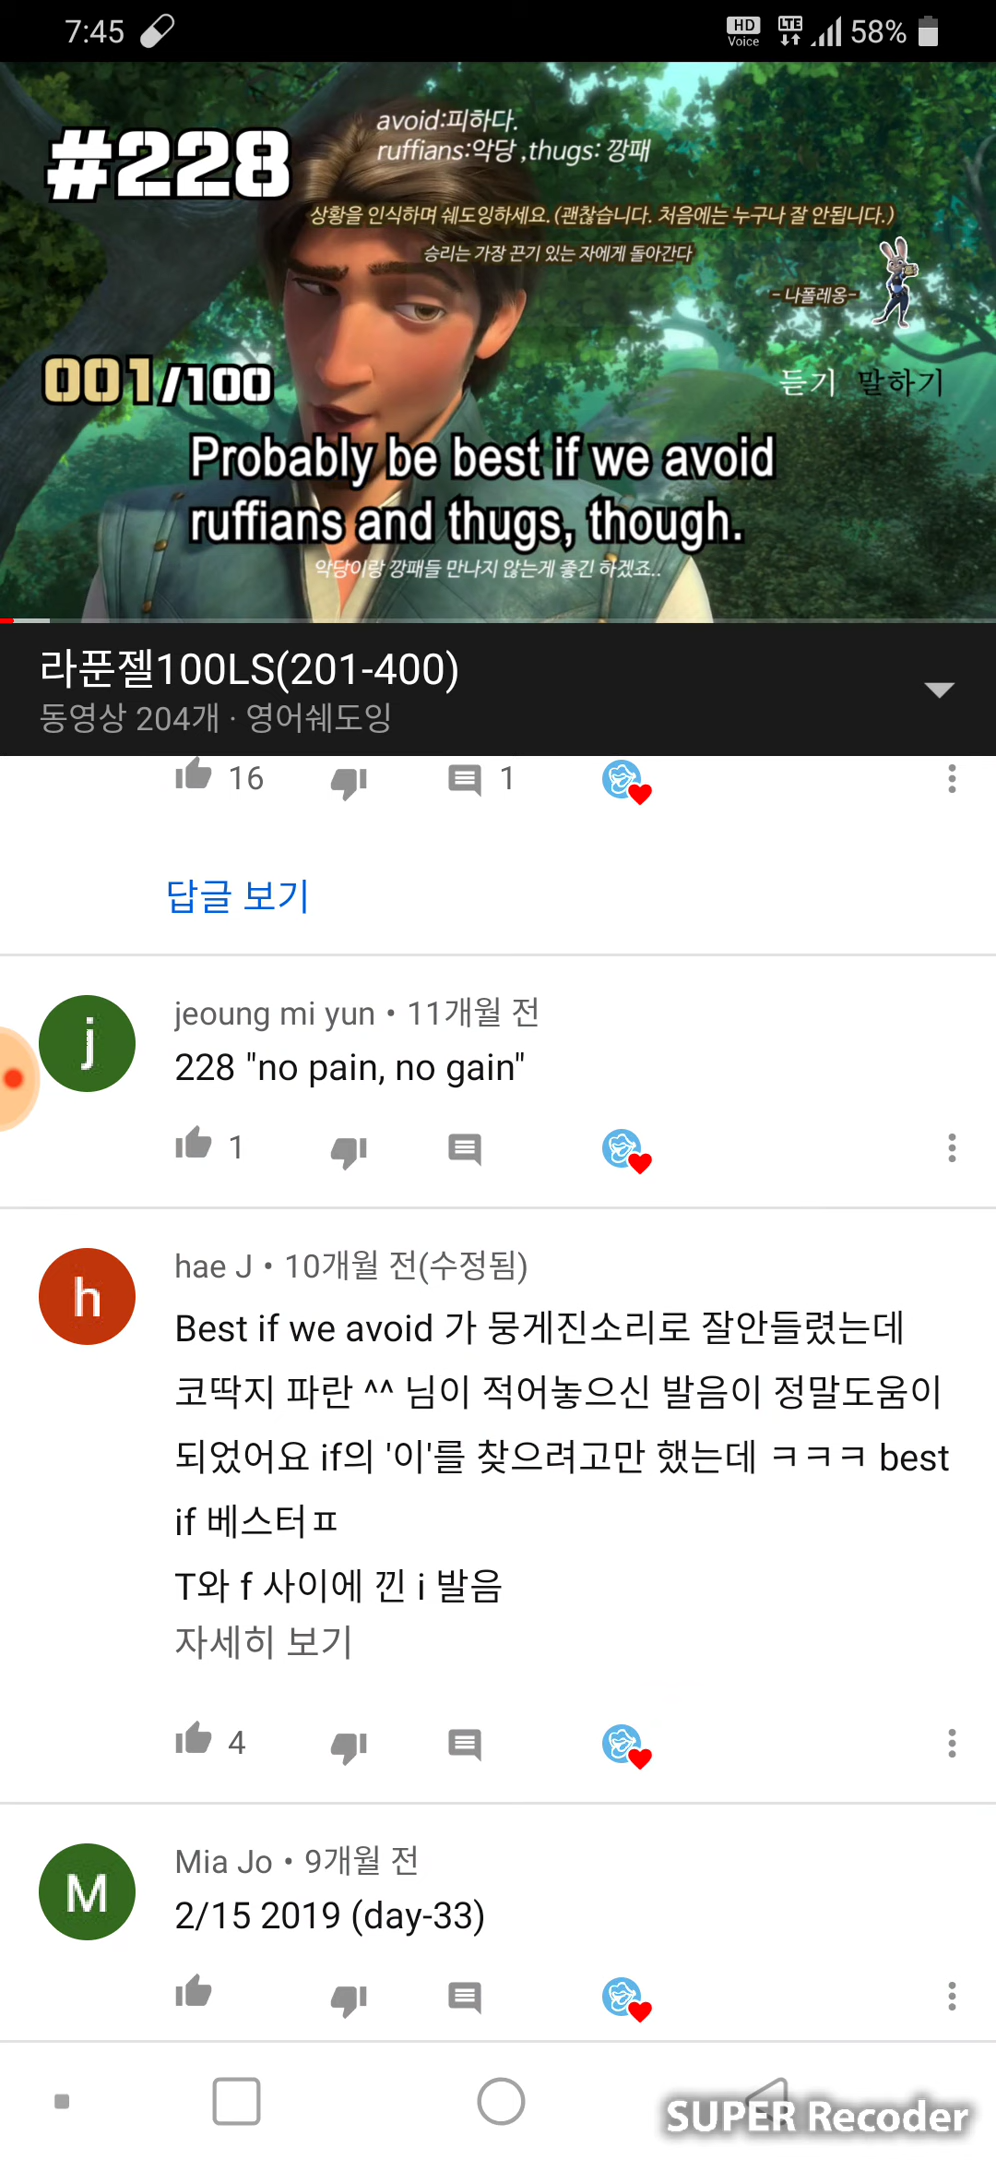 7:45
HD Voice LTE 58%
#228
avoid:피하다.
ruffians:악당 ,thugs: 깡패
상황을 인식하며 쉐도잉하세요.(괜찮습니다. 처음에는 누구나 잘 안됩니다.)
승리는 가장 끈기 있는 자에게 돌아간다
-나폴레옹-
001/100
듣기 말하기
Probably be best if we avoid
ruffians and thugs, though.
악당이랑 깡패들 만나지 않는게 좋긴 하겠죠..
라푼젤100LS(201-400)
동영상 204개 · 영어쉐도잉
16 1
답글 보기
j
jeoung mi yun • 11개월 전
228 "no pain, no gain"
1
h
hae J • 10개월 전(수정됨)
Best if we avoid 가 뭉게진소리로 잘안들렸는데
코딱지 파란 ^^ 님이 적어놓으신 발음이 정말도움이
되었어요 if의 '이'를 찾으려고만 했는데 ㅋㅋㅋ best
if 베스터ㅍ
T와 f 사이에 낀 i 발음
자세히 보기
4
M
Mia Jo • 9개월 전
2/15 2019 (day-33)
SUPER Recoder